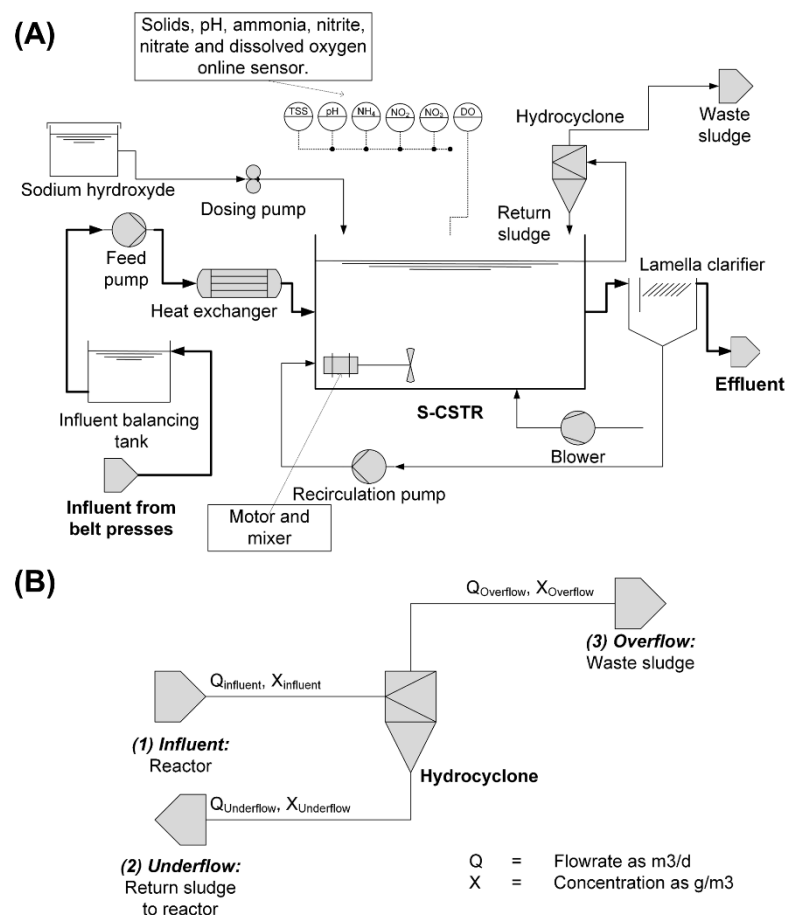 (A)
Solids, pH, ammonia, nitrite,
nitrate and dissolved oxygen
online sensor.
TSS
pH
NH4
NO2
NO2
DO
Hydrocyclone
Waste
sludge
Sodium hyrdroxyde
Dosing pump
Return
sludge
Feed
pump
Heat exchanger
Lamella clarifier
Influent balancing
tank
S-CSTR
Effluent
Blower
Influent from
belt presses
Recirculation pump
Motor and
mixer
(B)
QOverflow, XOverflow
(3) Overflow:
Waste sludge
Qinfluent, Xinfluent
(1) Influent:
Reactor
Hydrocyclone
QUnderflow, XUnderflow
(2) Underflow:
Return sludge
to reactor
Q = Flowrate as m3/d
X = Concentration as g/m3